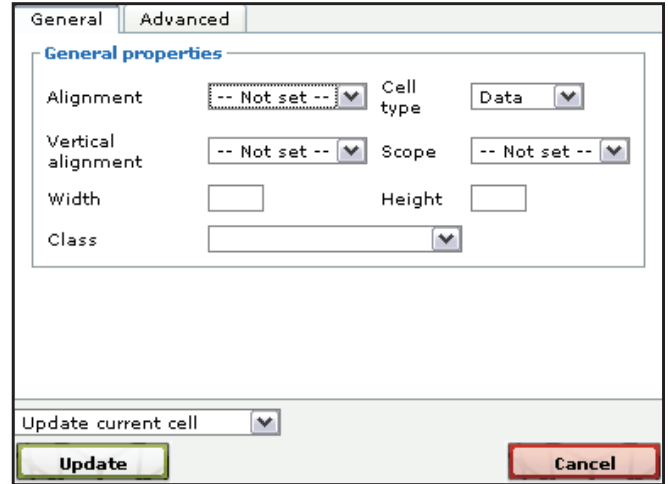 General Advanced
General properties
Alignment -- Not set -- Cell type Data
Vertical alignment -- Not set -- Scope -- Not set --
Width Height
Class
Update current cell
Update Cancel